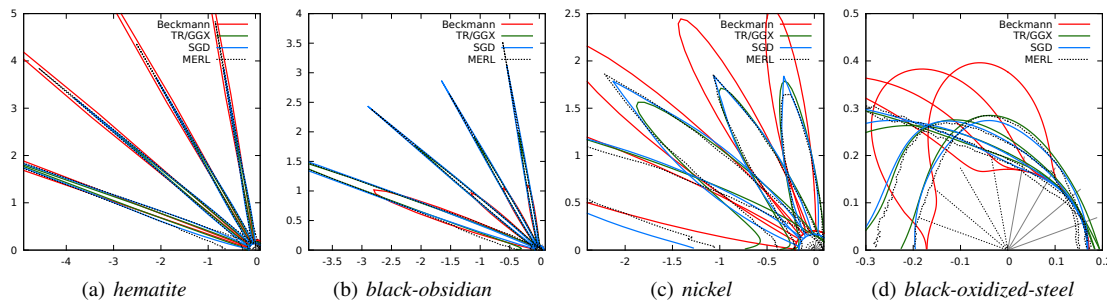 5
4
3
2
1
0
-4
-3
-2
-1
0
Beckmann
TR/GGX
SGD
MERL
(a) hematite
4
3.5
3
2.5
2
1.5
1
0.5
0
-3.5
-3
-2.5
-2
-1.5
-1
-0.5
0
Beckmann
TR/GGX
SGD
MERL
(b) black-obsidian
2.5
2
1.5
1
0.5
0
-2
-1.5
-1
-0.5
0
Beckmann
TR/GGX
SGD
MERL
(c) nickel
0.5
0.4
0.3
0.2
0.1
0
-0.3
-0.2
-0.1
0
0.1
0.2
Beckmann
TR/GGX
SGD
MERL
(d) black-oxidized-steel